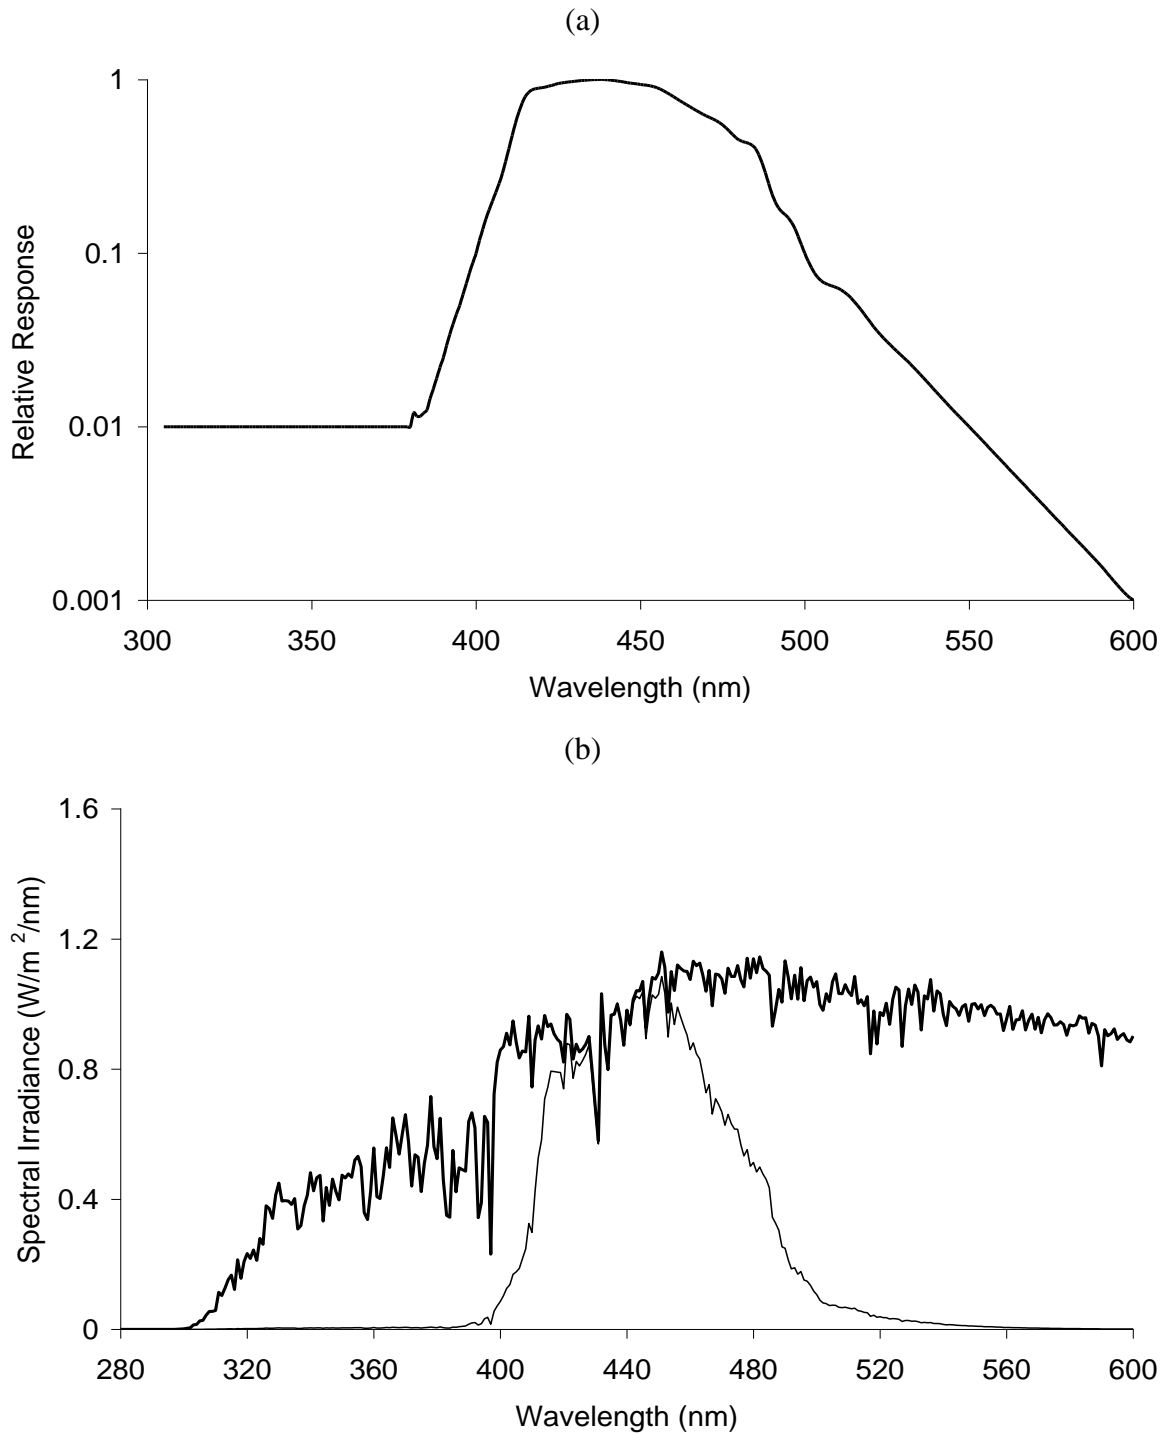 (a)
1
0.1
0.01
0.001
Relative Response
300 350 400 450 500 550 600
Wavelength (nm)
(b)
1.6
1.2
0.8
0.4
0
Spectral Irradiance (W/m²/nm)
280 320 360 400 440 480 520 560 600
Wavelength (nm)